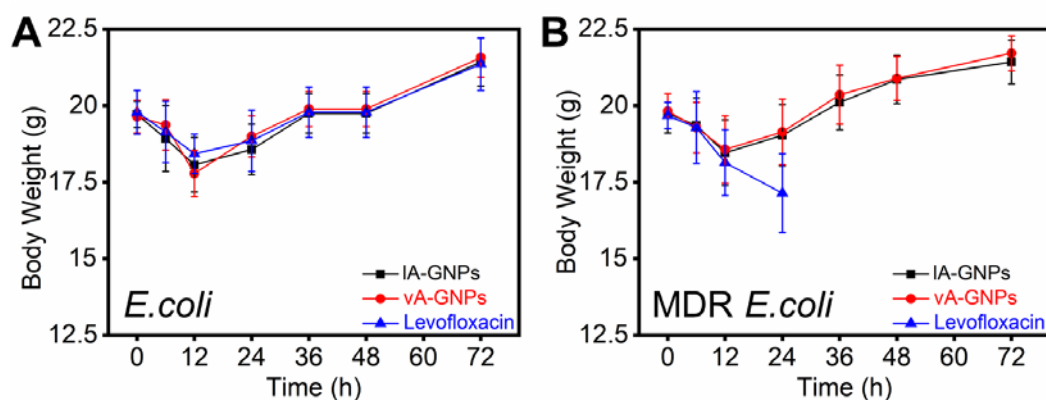 A
22.5
20
17.5
15
12.5
Body Weight (g)
lA-GNPs
vA-GNPs
Levofloxacin
E.coli
0 12 24 36 48 60 72
Time (h)
B
22.5
20
17.5
15
12.5
Body Weight (g)
lA-GNPs
vA-GNPs
Levofloxacin
MDR E.coli
0 12 24 36 48 60 72
Time (h)